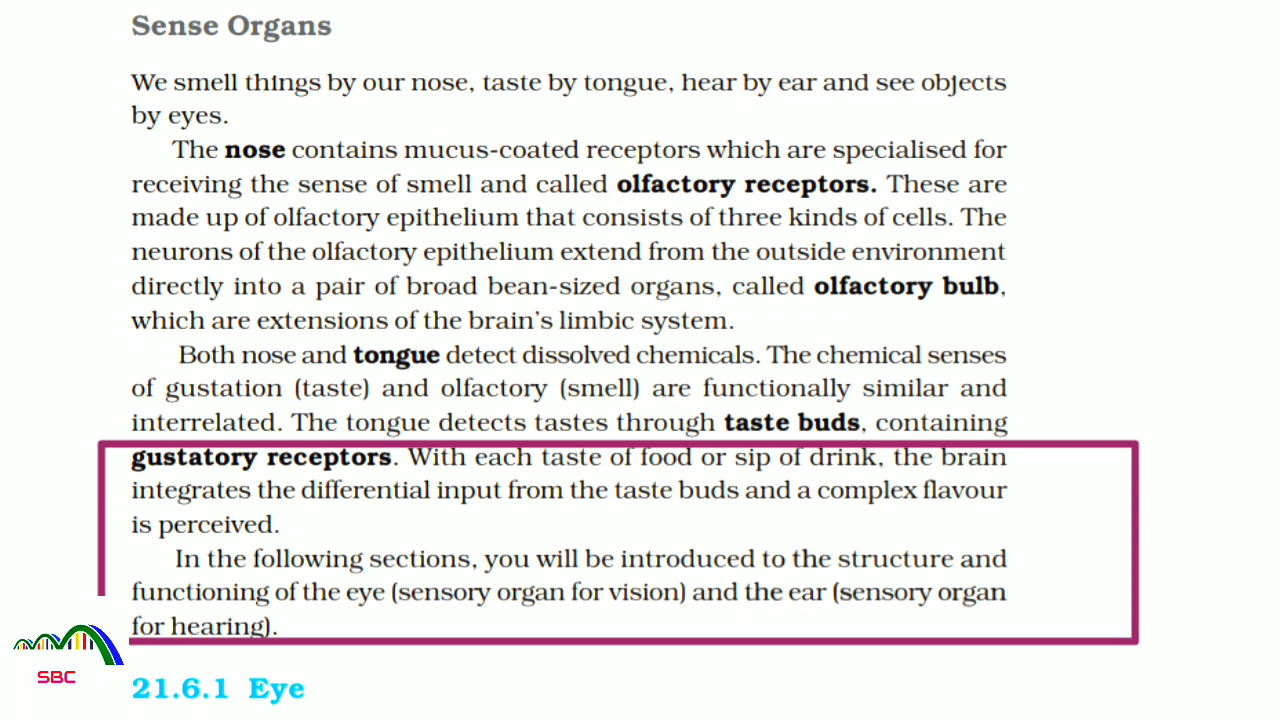 Sense Organs
We smell things by our nose, taste by tongue, hear by ear and see objects
by eyes.
The nose contains mucus-coated receptors which are specialised for
receiving the sense of smell and called olfactory receptors. These are
made up of olfactory epithelium that consists of three kinds of cells. The
neurons of the olfactory epithelium extend from the outside environment
directly into a pair of broad bean-sized organs, called olfactory bulb,
which are extensions of the brain’s limbic system.
Both nose and tongue detect dissolved chemicals. The chemical senses
of gustation (taste) and olfactory (smell) are functionally similar and
interrelated. The tongue detects tastes through taste buds, containing
gustatory receptors. With each taste of food or sip of drink, the brain
integrates the differential input from the taste buds and a complex flavour
is perceived.
In the following sections, you will be introduced to the structure and
functioning of the eye (sensory organ for vision) and the ear (sensory organ
for hearing).
SBC
21.6.1 Eye